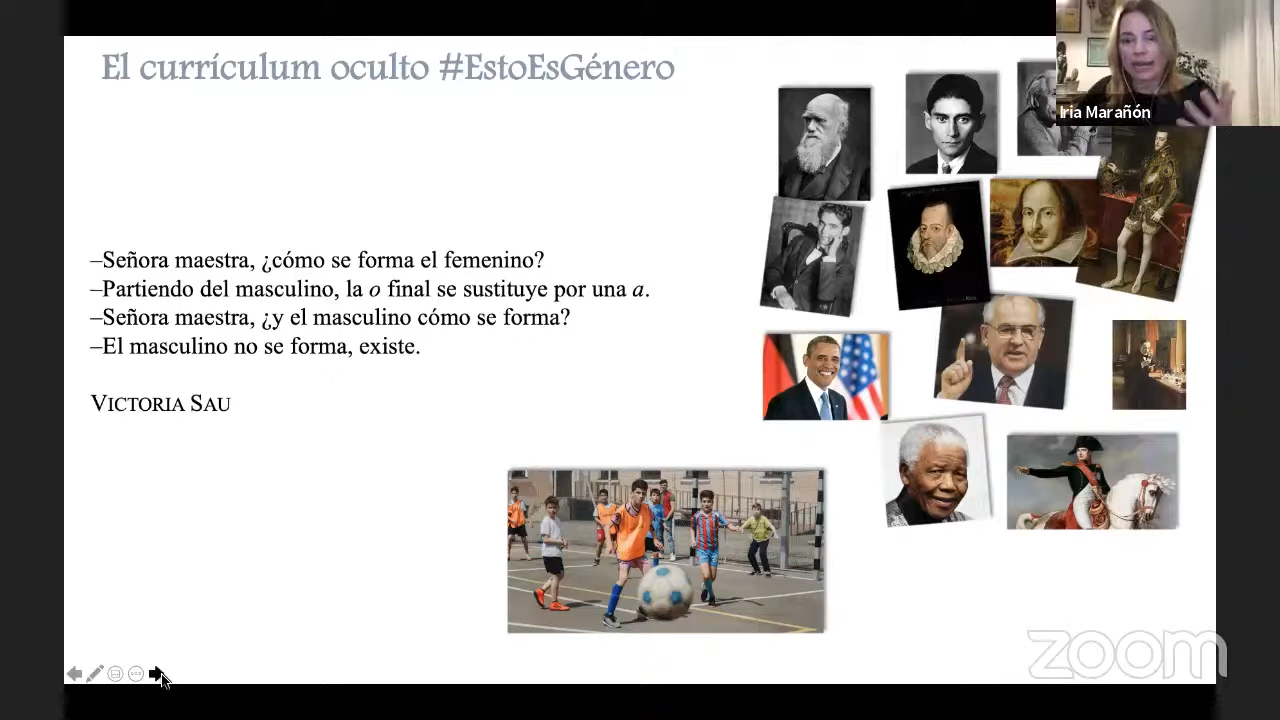 El currículum oculto #EstoEsGénero
Iria Marañón
–Señora maestra, ¿cómo se forma el femenino?
–Partiendo del masculino, la o final se sustituye por una a.
–Señora maestra, ¿y el masculino cómo se forma?
–El masculino no se forma, existe.
VICTORIA SAU
zoom